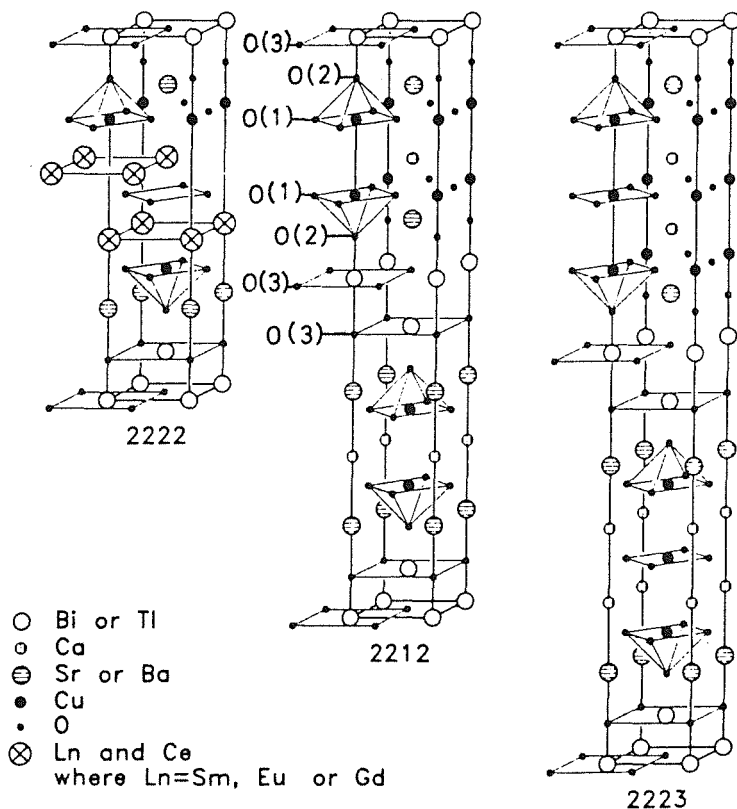 O(3)
O(2)
O(1)
O(1)
O(2)
O(3)
O(3)
2222
2212
2223
Bi or Tl
Ca
Sr or Ba
Cu
O
Ln and Ce
where Ln=Sm, Eu or Gd